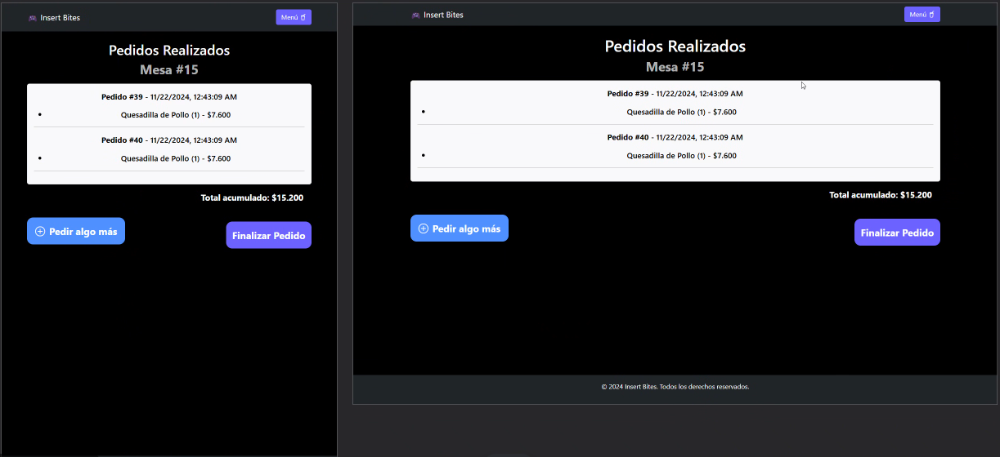 Insert Bites
Menú
Pedidos Realizados
Mesa #15
Pedido #39 - 11/22/2024, 12:43:09 AM
Quesadilla de Pollo (1) - $7.600
Pedido #40 - 11/22/2024, 12:43:09 AM
Quesadilla de Pollo (1) - $7.600
Total acumulado: $15.200
Pedir algo más
Finalizar Pedido
Insert Bites
Menú
Pedidos Realizados
Mesa #15
Pedido #39 - 11/22/2024, 12:43:09 AM
Quesadilla de Pollo (1) - $7.600
Pedido #40 - 11/22/2024, 12:43:09 AM
Quesadilla de Pollo (1) - $7.600
Total acumulado: $15.200
Pedir algo más
Finalizar Pedido
© 2024 Insert Bites. Todos los derechos reservados.